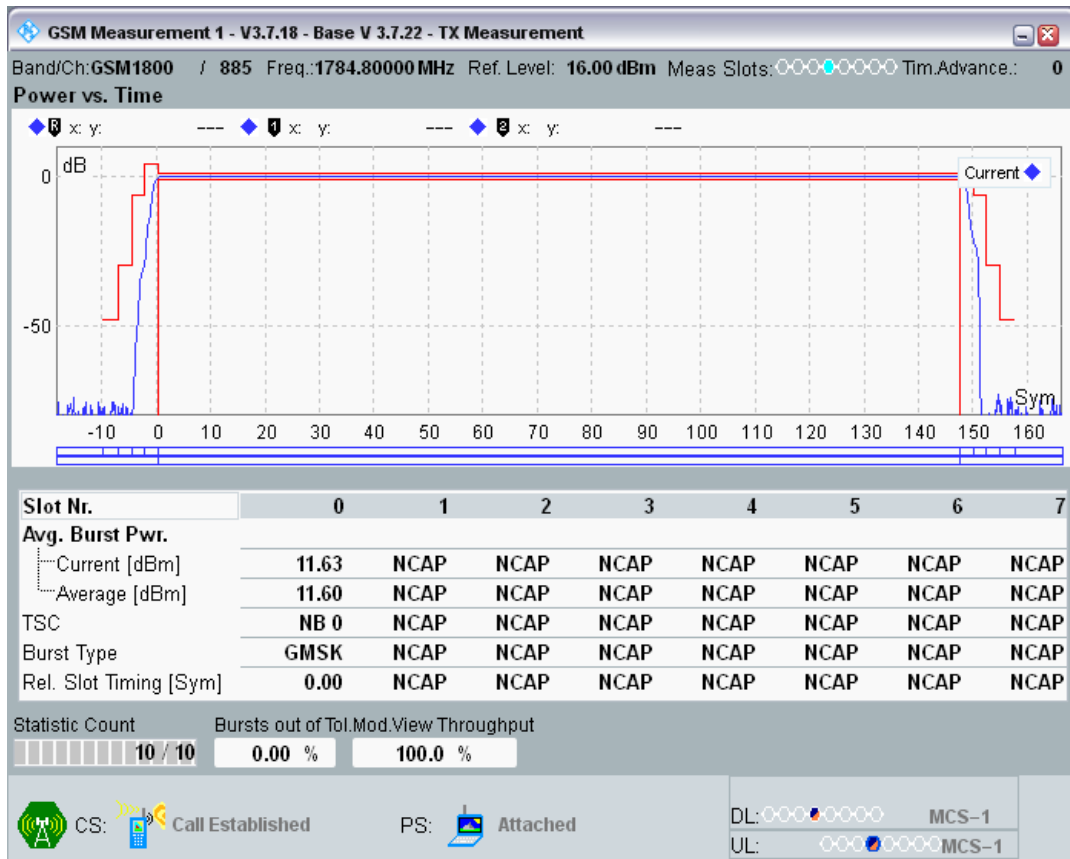 GSM Measurement 1 - V3.7.18 - Base V 3.7.22 - TX Measurement
Band/Ch:GSM1800 / 885 Freq.:1784.80000 MHz Ref. Level: 16.00 dBm Meas Slots: Tim.Advance.: 0
Power vs. Time
R x: y: --- 1 x: y: --- 2 x: y: ---
dB
Current
0
-50
Sym
-10 0 10 20 30 40 50 60 70 80 90 100 110 120 130 140 150 160
Slot Nr. 0 1 2 3 4 5 6 7
Avg. Burst Pwr.
Current [dBm] 11.63 NCAP NCAP NCAP NCAP NCAP NCAP NCAP
Average [dBm] 11.60 NCAP NCAP NCAP NCAP NCAP NCAP NCAP
TSC NB 0 NCAP NCAP NCAP NCAP NCAP NCAP NCAP
Burst Type GMSK NCAP NCAP NCAP NCAP NCAP NCAP NCAP
Rel. Slot Timing [Sym] 0.00 NCAP NCAP NCAP NCAP NCAP NCAP NCAP
Statistic Count Bursts out of Tol.Mod.View Throughput
10 / 10 0.00 % 100.0 %
CS: Call Established PS: Attached DL: MCS-1
UL: MCS-1